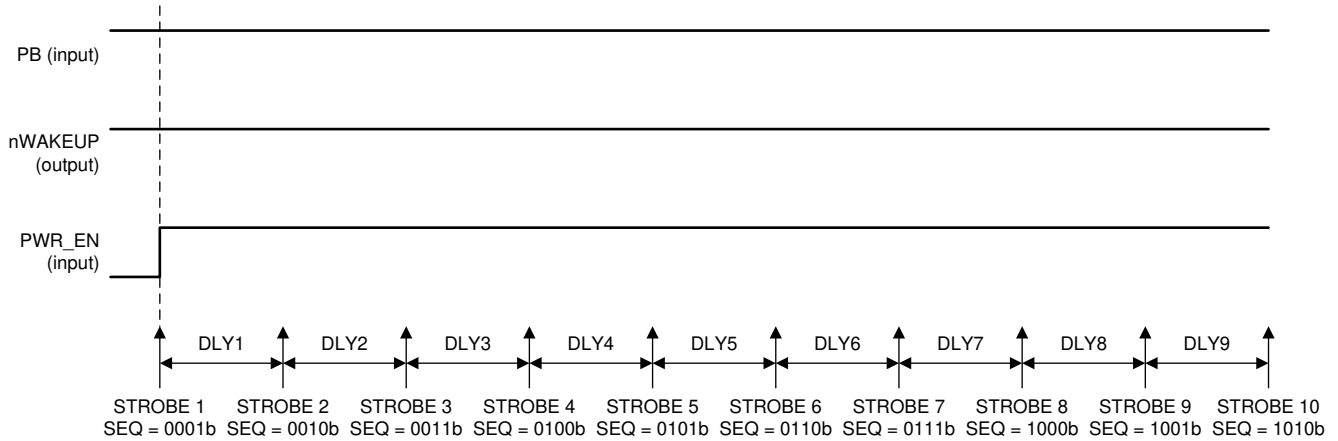 PB (input)
nWAKEUP
(output)
PWR_EN
(input)
DLY1 DLY2 DLY3 DLY4 DLY5 DLY6 DLY7 DLY8 DLY9
STROBE 1 STROBE 2 STROBE 3 STROBE 4 STROBE 5 STROBE 6 STROBE 7 STROBE 8 STROBE 9 STROBE 10
SEQ = 0001b SEQ = 0010b SEQ = 0011b SEQ = 0100b SEQ = 0101b SEQ = 0110b SEQ = 0111b SEQ = 1000b SEQ = 1001b SEQ = 1010b